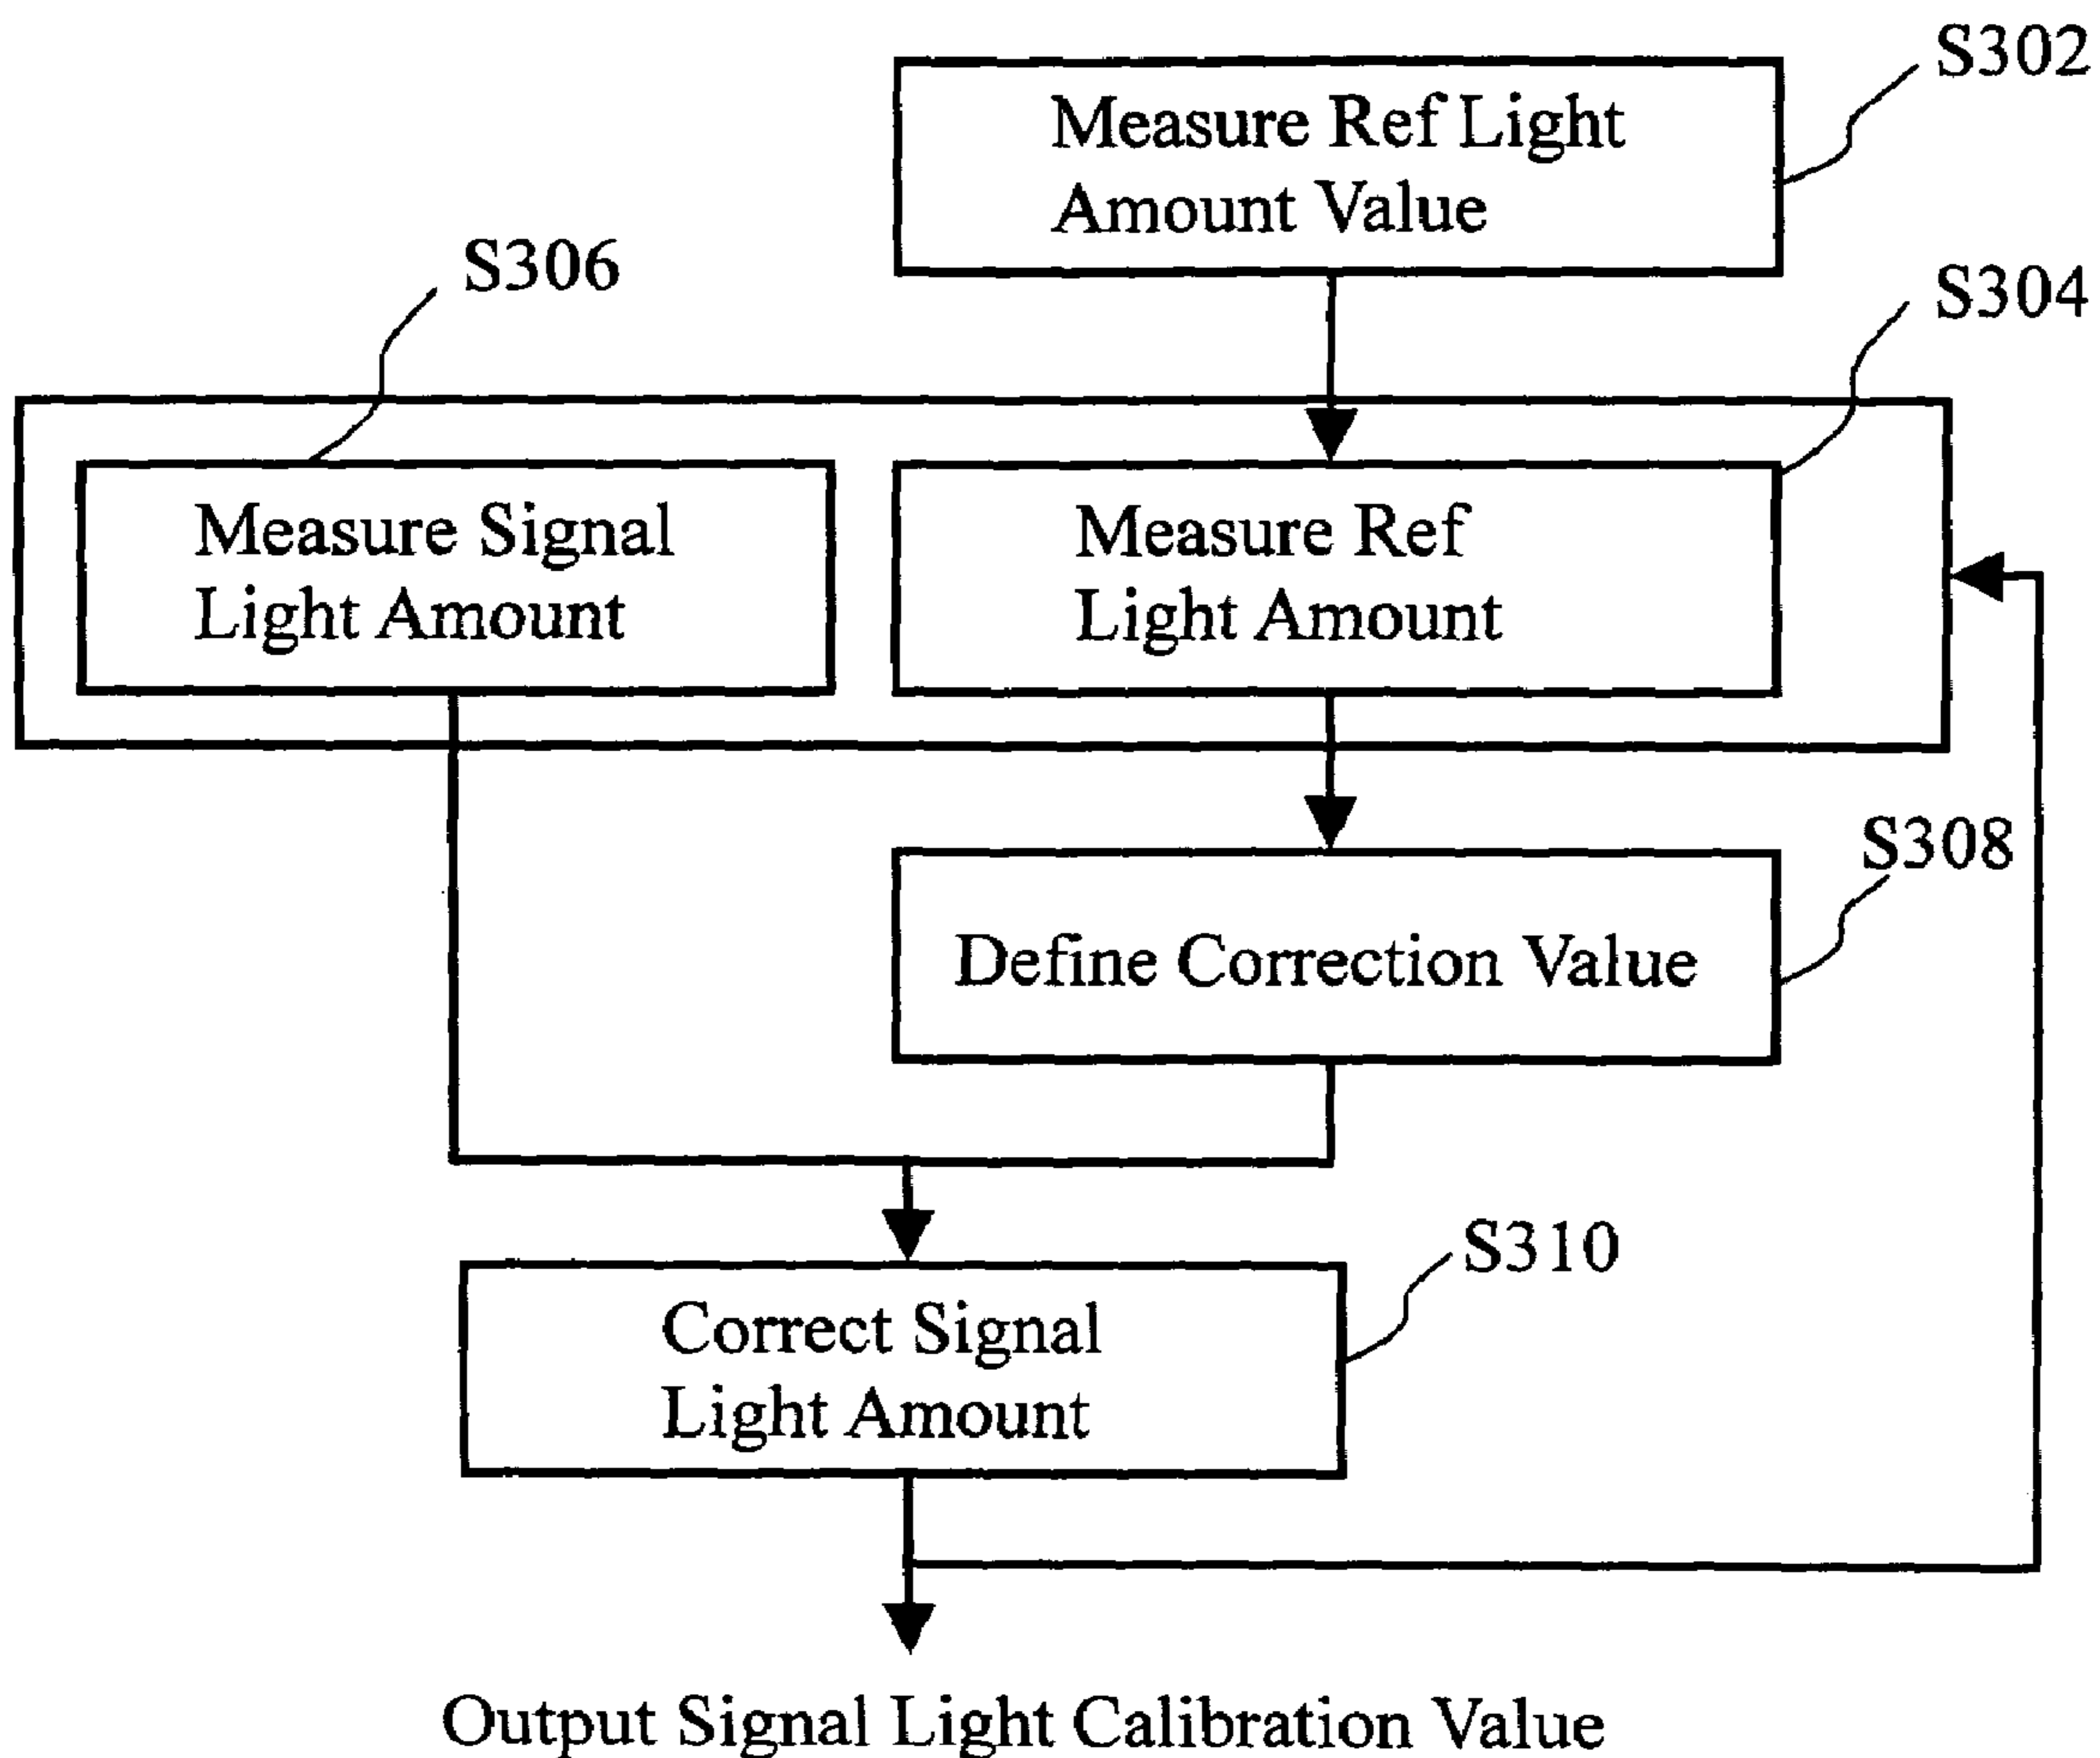 S302
Measure Ref Light
Amount Value
S306
S304
Measure Signal
Light Amount
Measure Ref
Light Amount
S308
Define Correction Value
S310
Correct Signal
Light Amount
Output Signal Light Calibration Value